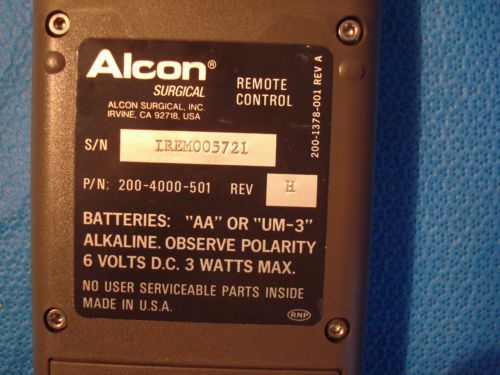 Alcon®
SURGICAL
ALCON SURGICAL, INC.
IRVINE, CA 92718, USA
REMOTE
CONTROL
200-1378-001 REV A
S/N IREM005721
P/N: 200-4000-501 REV H
BATTERIES: "AA" OR "UM-3"
ALKALINE. OBSERVE POLARITY
6 VOLTS D.C. 3 WATTS MAX.
NO USER SERVICEABLE PARTS INSIDE
MADE IN U.S.A.
RNP